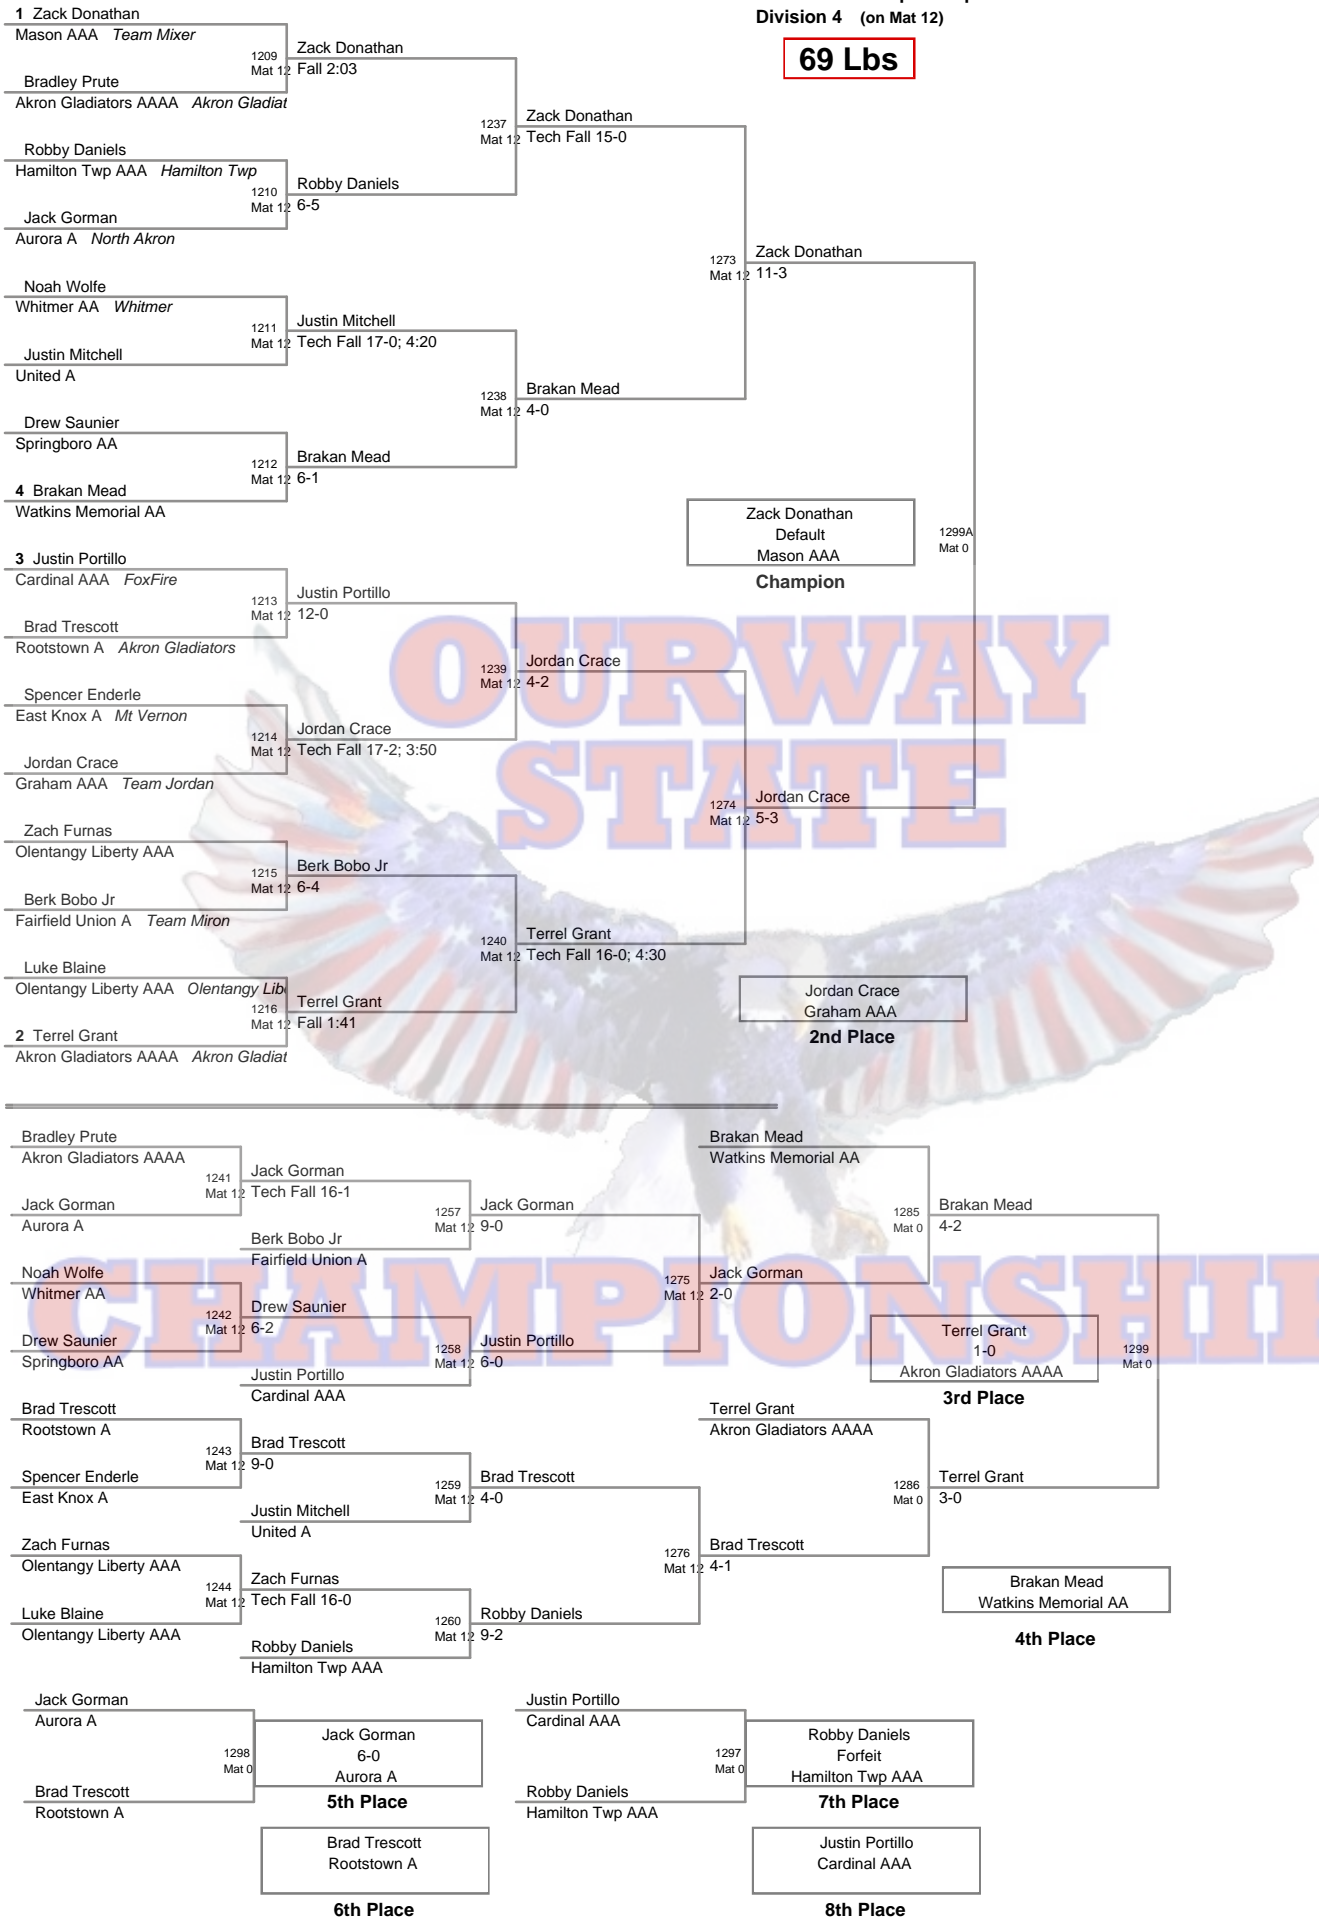 Division 4 (on Mat 12)
69 Lbs
1 Zack Donathan
Mason AAA Team Mixer
1209
Mat 12
Zack Donathan
Fall 2:03
Bradley Prute
Akron Gladiators AAAA Akron Gladiat
1237
Mat 12
Zack Donathan
Tech Fall 15-0
Robby Daniels
Hamilton Twp AAA Hamilton Twp
1210
Mat 12
Robby Daniels
6-5
Jack Gorman
Aurora A North Akron
1273
Mat 12
Zack Donathan
11-3
Noah Wolfe
Whitmer AA Whitmer
1211
Mat 12
Justin Mitchell
Tech Fall 17-0; 4:20
Justin Mitchell
United A
1238
Mat 12
Brakan Mead
4-0
Drew Saunier
Springboro AA
1212
Mat 12
Brakan Mead
6-1
4 Brakan Mead
Watkins Memorial AA
Zack Donathan
Default
Mason AAA
Champion
1299A
Mat 0
3 Justin Portillo
Cardinal AAA FoxFire
1213
Mat 12
Justin Portillo
12-0
Brad Trescott
Rootstown A Akron Gladiators
1239
Mat 12
Jordan Crace
4-2
Spencer Enderle
East Knox A Mt Vernon
1214
Mat 12
Jordan Crace
Tech Fall 17-2; 3:50
Jordan Crace
Graham AAA Team Jordan
1274
Mat 12
Jordan Crace
5-3
Zach Furnas
Olentangy Liberty AAA
1215
Mat 12
Berk Bobo Jr
6-4
Berk Bobo Jr
Fairfield Union A Team Miron
1240
Mat 12
Terrel Grant
Tech Fall 16-0; 4:30
Luke Blaine
Olentangy Liberty AAA Olentangy Lib
1216
Mat 12
Terrel Grant
Fall 1:41
2 Terrel Grant
Akron Gladiators AAAA Akron Gladiat
Jordan Crace
Graham AAA
2nd Place
OURWAY
STATE
CHAMPIONSHI
Bradley Prute
Akron Gladiators AAAA
1241
Mat 12
Jack Gorman
Tech Fall 16-1
Jack Gorman
Aurora A
1257
Mat 12
Jack Gorman
9-0
Berk Bobo Jr
Fairfield Union A
Noah Wolfe
Whitmer AA
1242
Mat 12
Drew Saunier
6-2
Drew Saunier
Springboro AA
1258
Mat 12
Justin Portillo
6-0
Justin Portillo
Cardinal AAA
1275
Mat 12
Jack Gorman
2-0
Brakan Mead
Watkins Memorial AA
1285
Mat 0
Brakan Mead
4-2
Terrel Grant
1-0
Akron Gladiators AAAA
3rd Place
1299
Mat 0
Brad Trescott
Rootstown A
1243
Mat 12
Brad Trescott
9-0
Spencer Enderle
East Knox A
1259
Mat 12
Brad Trescott
4-0
Justin Mitchell
United A
Zach Furnas
Olentangy Liberty AAA
1244
Mat 12
Zach Furnas
Tech Fall 16-0
Luke Blaine
Olentangy Liberty AAA
1260
Mat 12
Robby Daniels
9-2
Robby Daniels
Hamilton Twp AAA
1276
Mat 12
Brad Trescott
4-1
Terrel Grant
Akron Gladiators AAAA
1286
Mat 0
Terrel Grant
3-0
Brakan Mead
Watkins Memorial AA
4th Place
Jack Gorman
Aurora A
1298
Mat 0
Brad Trescott
Rootstown A
Jack Gorman
6-0
Aurora A
5th Place
Brad Trescott
Rootstown A
6th Place
Justin Portillo
Cardinal AAA
1297
Mat 0
Robby Daniels
Hamilton Twp AAA
Robby Daniels
Forfeit
Hamilton Twp AAA
7th Place
Justin Portillo
Cardinal AAA
8th Place